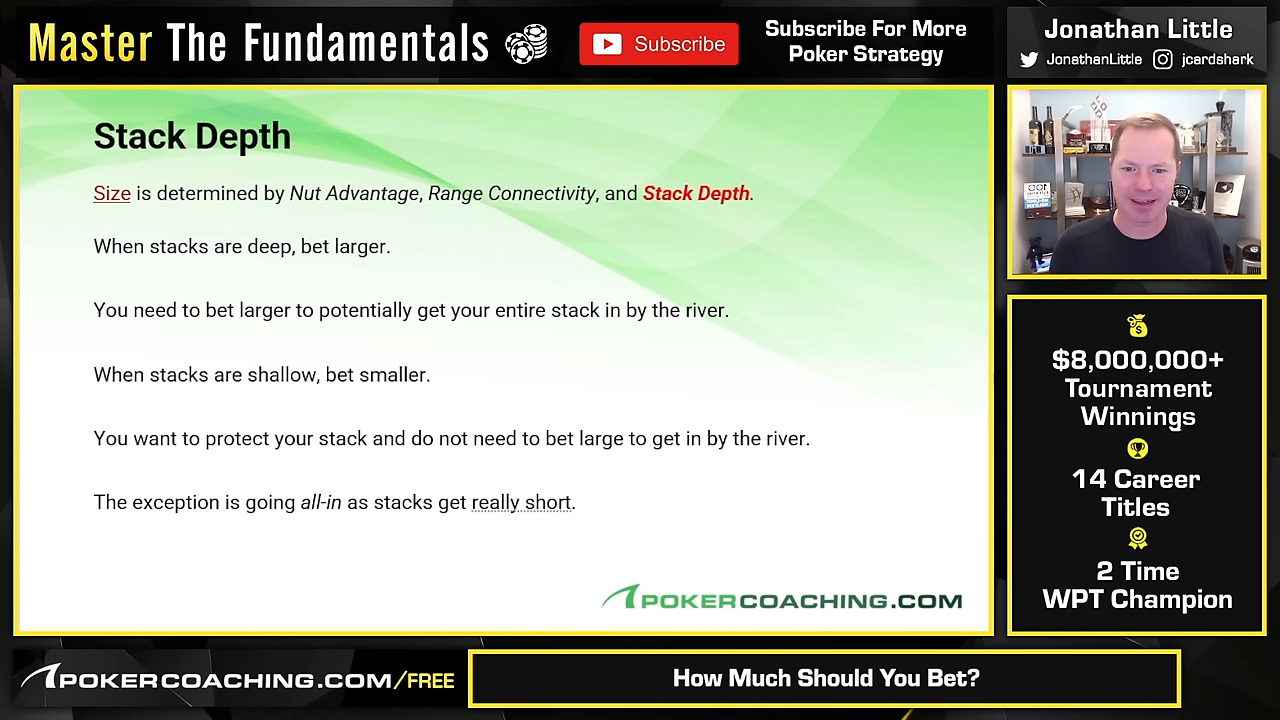 Master The Fundamentals
Subscribe
Subscribe For More
Poker Strategy
Jonathan Little
JonathanLittle
jcardshark
Stack Depth
Size is determined by Nut Advantage, Range Connectivity, and Stack Depth.
When stacks are deep, bet larger.
You need to bet larger to potentially get your entire stack in by the river.
When stacks are shallow, bet smaller.
You want to protect your stack and do not need to bet large to get in by the river.
The exception is going all-in as stacks get really short.
POKERCOACHING.COM
$8,000,000+
Tournament
Winnings
14 Career
Titles
2 Time
WPT Champion
POKERCOACHING.COM/FREE
How Much Should You Bet?